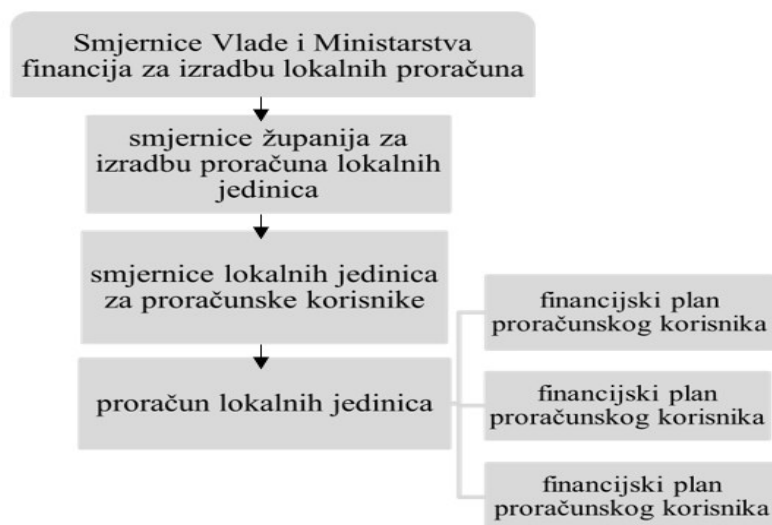 Smjernice Vlade i Ministarstva
financija za izradbu lokalnih proračuna
smjernice županija za
izradbu proračuna lokalnih
jedinica
smjernice lokalnih jedinica
za proračunske korisnike
proračun lokalnih jedinica
financijski plan
proračunskog korisnika
financijski plan
proračunskog korisnika
financijski plan
proračunskog korisnika